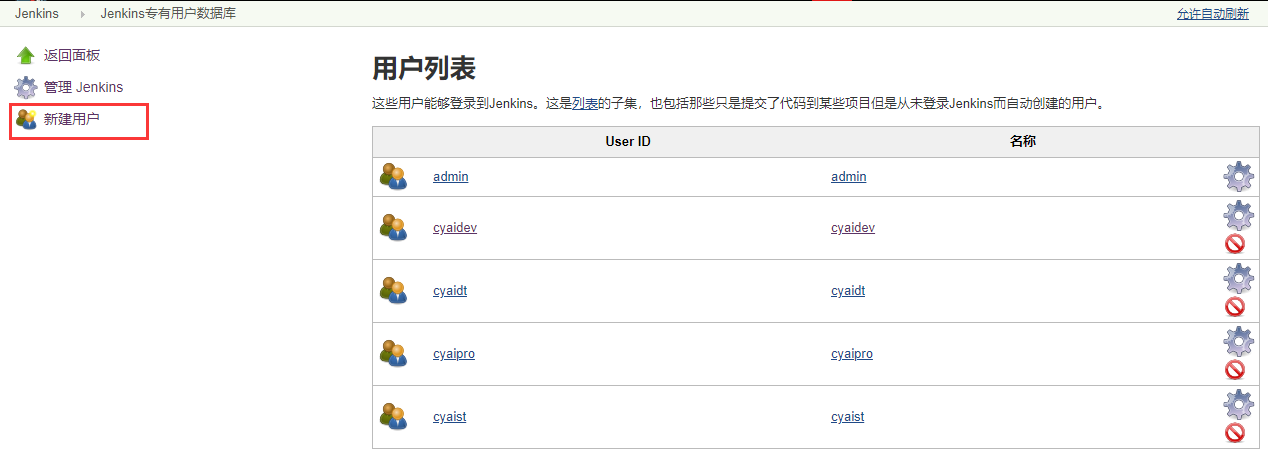 Jenkins Jenkins专有用户数据库 允许自动刷新
返回面板
管理 Jenkins
新建用户
用户列表
这些用户能够登录到Jenkins。这是列表的子集，也包括那些只是提交了代码到某些项目但是从未登录Jenkins而自动创建的用户。
User ID 名称
admin admin
cyaidev cyaidev
cyaidt cyaidt
cyaipro cyaipro
cyaist cyaist